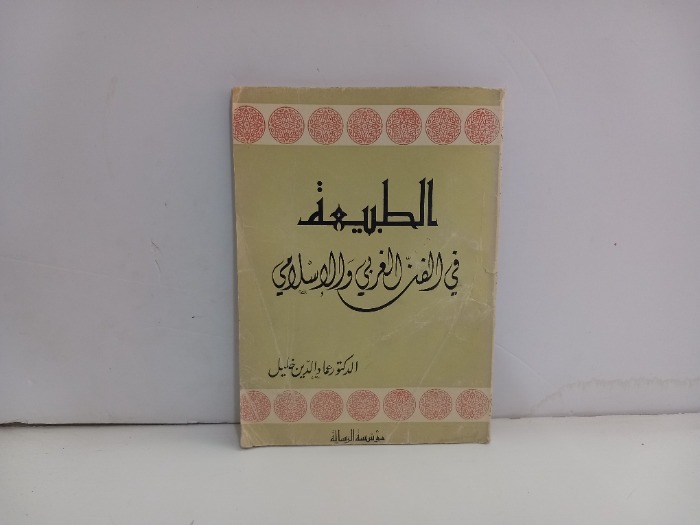 الطبيعة
في الفن الغربي والإسلامي
الدكتور عماد الدين خليل
مؤسسة الرسالة